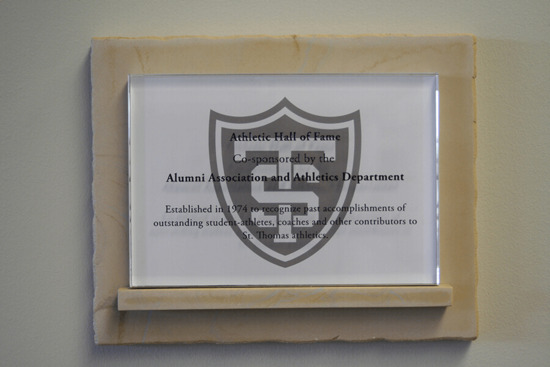 Athletic Hall of Fame
Co-sponsored by the
Alumni Association and Athletics Department
Established in 1974 to recognize past accomplishments of
outstanding student-athletes, coaches and other contributors to
St. Thomas athletics.